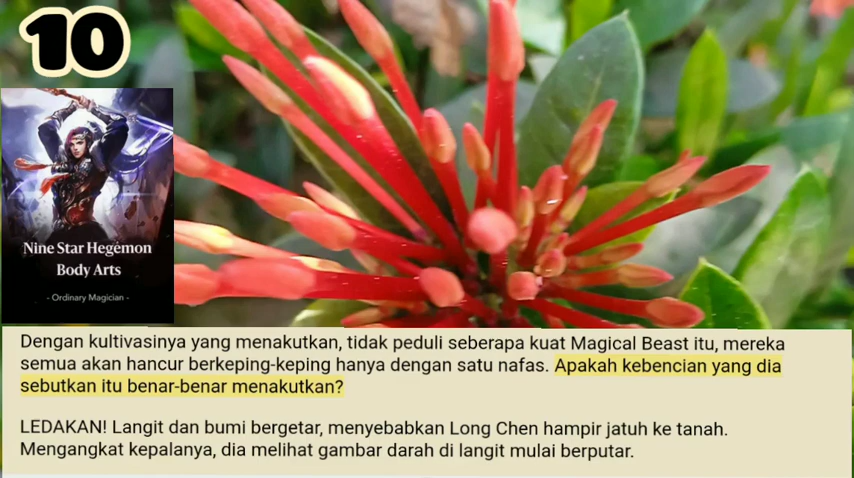 10
Nine Star Hegemon
Body Arts
- Ordinary Magician -
Dengan kultivasinya yang menakutkan, tidak peduli seberapa kuat Magical Beast itu, mereka
semua akan hancur berkeping-keping hanya dengan satu nafas. Apakah kebencian yang dia
sebutkan itu benar-benar menakutkan?
LEDAKAN! Langit dan bumi bergetar, menyebabkan Long Chen hampir jatuh ke tanah.
Mengangkat kepalanya, dia melihat gambar darah di langit mulai berputar.